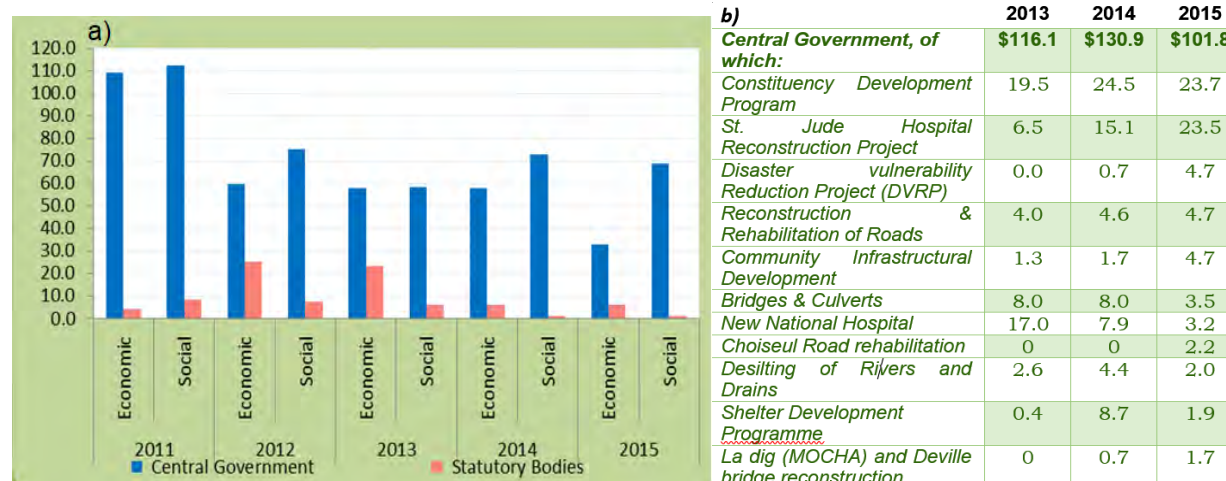 a)
120.0
110.0
100.0
90.0
80.0
70.0
60.0
50.0
40.0
30.0
20.0
10.0
0.0
Economic Social Economic Social Economic Social Economic Social Economic Social
2011 2012 2013 2014 2015
Central Government Statutory Bodies
b) 2013 2014 2015
Central Government, of $116.1 $130.9 $101.8
which:
Constituency Development 19.5 24.5 23.7
Program
St. Jude Hospital 6.5 15.1 23.5
Reconstruction Project
Disaster vulnerability 0.0 0.7 4.7
Reduction Project (DVRP)
Reconstruction & 4.0 4.6 4.7
Rehabilitation of Roads
Community Infrastructural 1.3 1.7 4.7
Development
Bridges & Culverts 8.0 8.0 3.5
New National Hospital 17.0 7.9 3.2
Choiseul Road rehabilitation 0 0 2.2
Desilting of Rivers and 2.6 4.4 2.0
Drains
Shelter Development 0.4 8.7 1.9
Programme
La dig (MOCHA) and Deville 0 0.7 1.7
bridge reconstruction